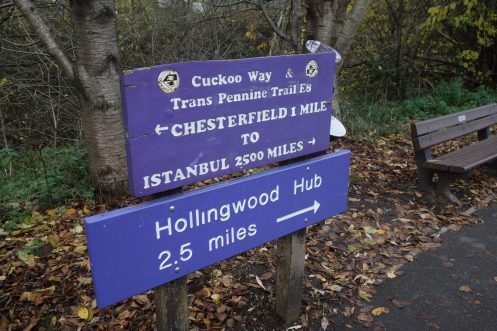 Cuckoo Way &
Trans Pennine Trail E8
← CHESTERFIELD 1 MILE
TO
ISTANBUL 2500 MILES →
Hollingwood Hub
2.5 miles →